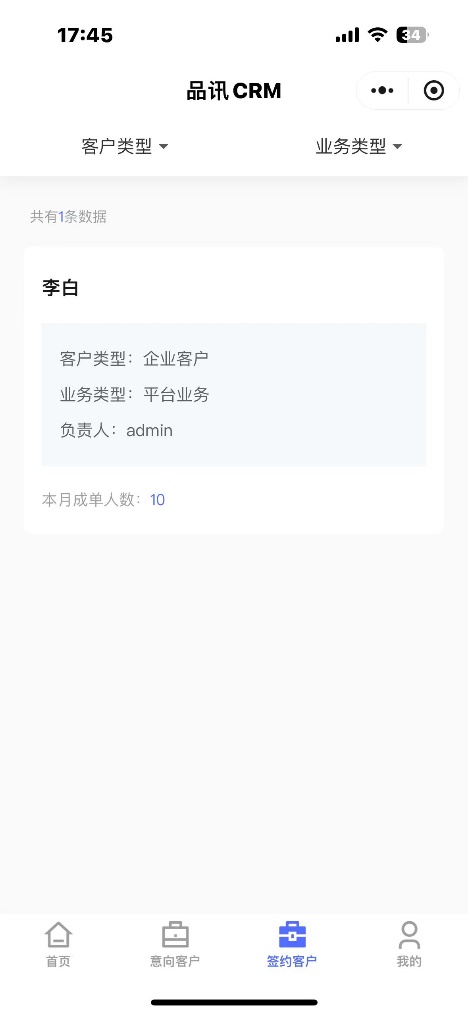 17:45
34
品讯 CRM
客户类型
业务类型
共有1条数据
李白
客户类型：企业客户
业务类型：平台业务
负责人：admin
本月成单人数：10
首页
意向客户
签约客户
我的